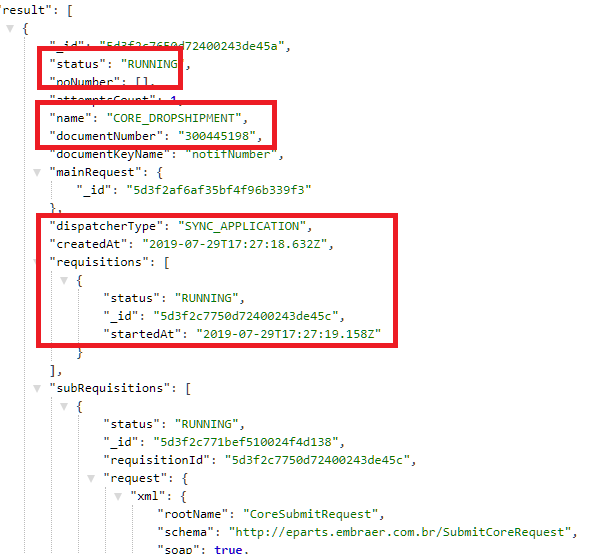 result": [
{
"_id": "5d3f2c7650d72400243de45a",
"status": "RUNNING",
"noNumber": [],
"attemptsCount": 1,
"name": "CORE_DROPSHIPMENT",
"documentNumber": "300445198",
"documentKeyName": "notifNumber",
"mainRequest": {
"_id": "5d3f2af6af35bf4f96b339f3"
},
"dispatcherType": "SYNC_APPLICATION",
"createdAt": "2019-07-29T17:27:18.632Z",
"requisitions": [
{
"status": "RUNNING",
"_id": "5d3f2c7750d72400243de45c",
"startedAt": "2019-07-29T17:27:19.158Z"
}
],
"subRequisitions": [
{
"status": "RUNNING",
"_id": "5d3f2c771bef510024f4d138",
"requisitionId": "5d3f2c7750d72400243de45c",
"request": {
"xml": {
"rootName": "CoreSubmitRequest",
"schema": "http://eparts.embraer.com.br/SubmitCoreRequest",
"soap": true,